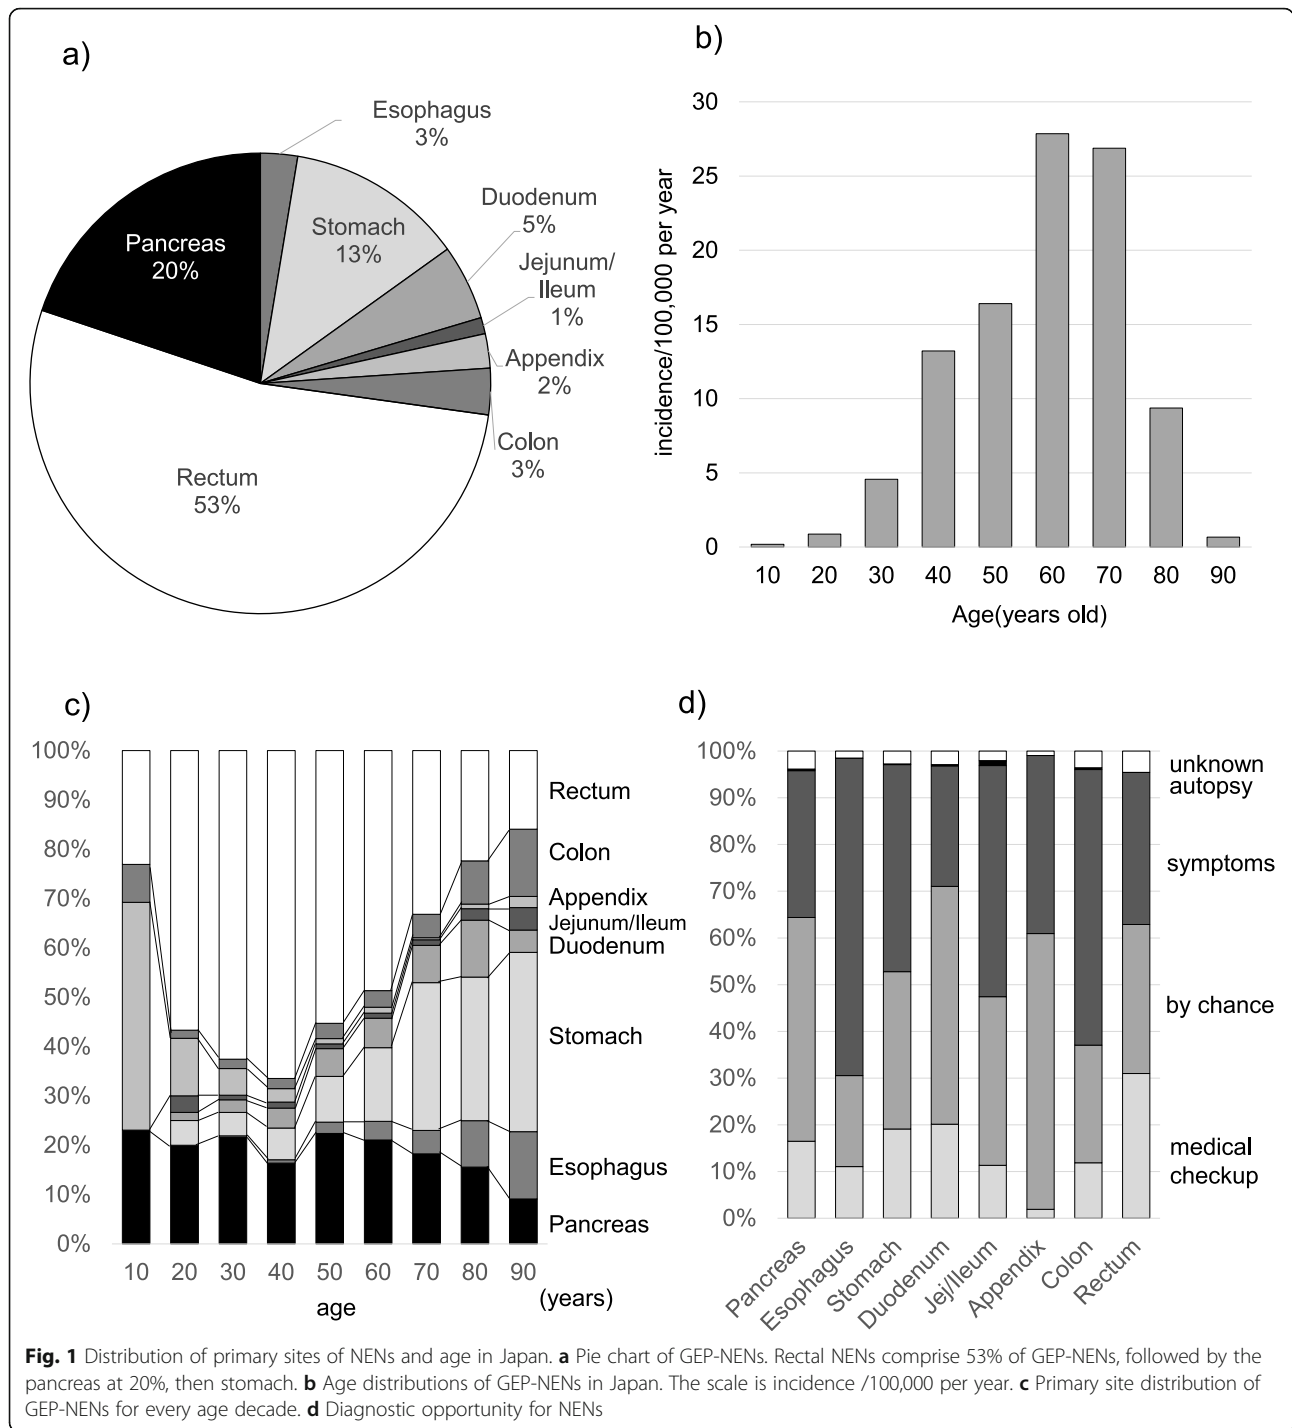 a)
Esophagus
3%
Duodenum
5%
Stomach
13%
Pancreas
20%
Jejunum/
Ileum
1%
Appendix
2%
Colon
3%
Rectum
53%
b)
incidence/100,000 per year
30
25
20
15
10
5
0
10 20 30 40 50 60 70 80 90
Age(years old)
c)
100%
90%
80%
70%
60%
50%
40%
30%
20%
10%
0%
Rectum
Colon
Appendix
Jejunum/Ileum
Duodenum
Stomach
Esophagus
Pancreas
10 20 30 40 50 60 70 80 90
age (years)
d)
100%
90%
80%
70%
60%
50%
40%
30%
20%
10%
0%
unknown
autopsy
symptoms
by chance
medical
checkup
Pancreas
Esophagus
Stomach
Duodenum
Jej/Ileum
Appendix
Colon
Rectum
Fig. 1 Distribution of primary sites of NENs and age in Japan. a Pie chart of GEP-NENs. Rectal NENs comprise 53% of GEP-NENs, followed by the
pancreas at 20%, then stomach. b Age distributions of GEP-NENs in Japan. The scale is incidence /100,000 per year. c Primary site distribution of
GEP-NENs for every age decade. d Diagnostic opportunity for NENs